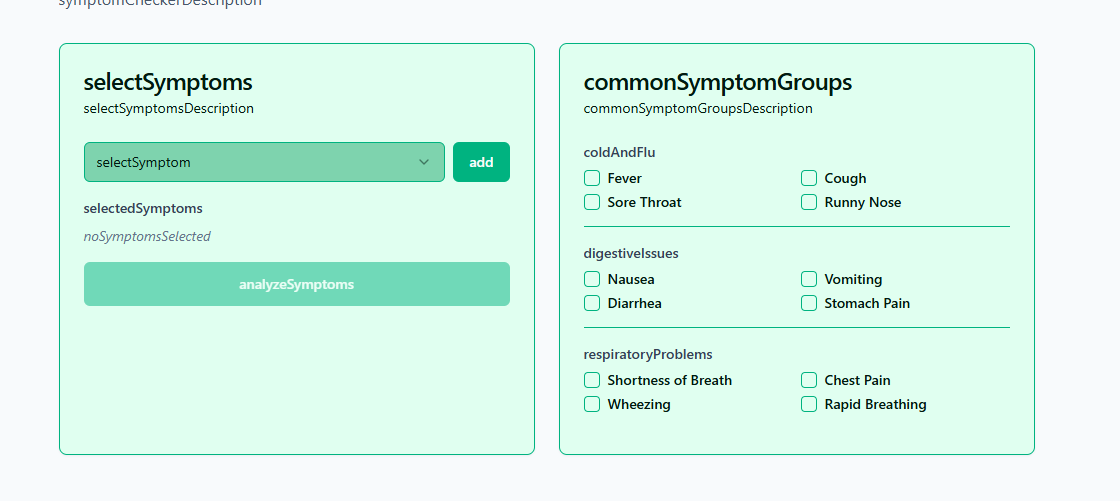 symptomCheckerDescription
selectSymptoms
selectSymptomsDescription
selectSymptom
add
selectedSymptoms
noSymptomsSelected
analyzeSymptoms
commonSymptomGroups
commonSymptomGroupsDescription
coldAndFlu
Fever
Cough
Sore Throat
Runny Nose
digestiveIssues
Nausea
Vomiting
Diarrhea
Stomach Pain
respiratoryProblems
Shortness of Breath
Chest Pain
Wheezing
Rapid Breathing